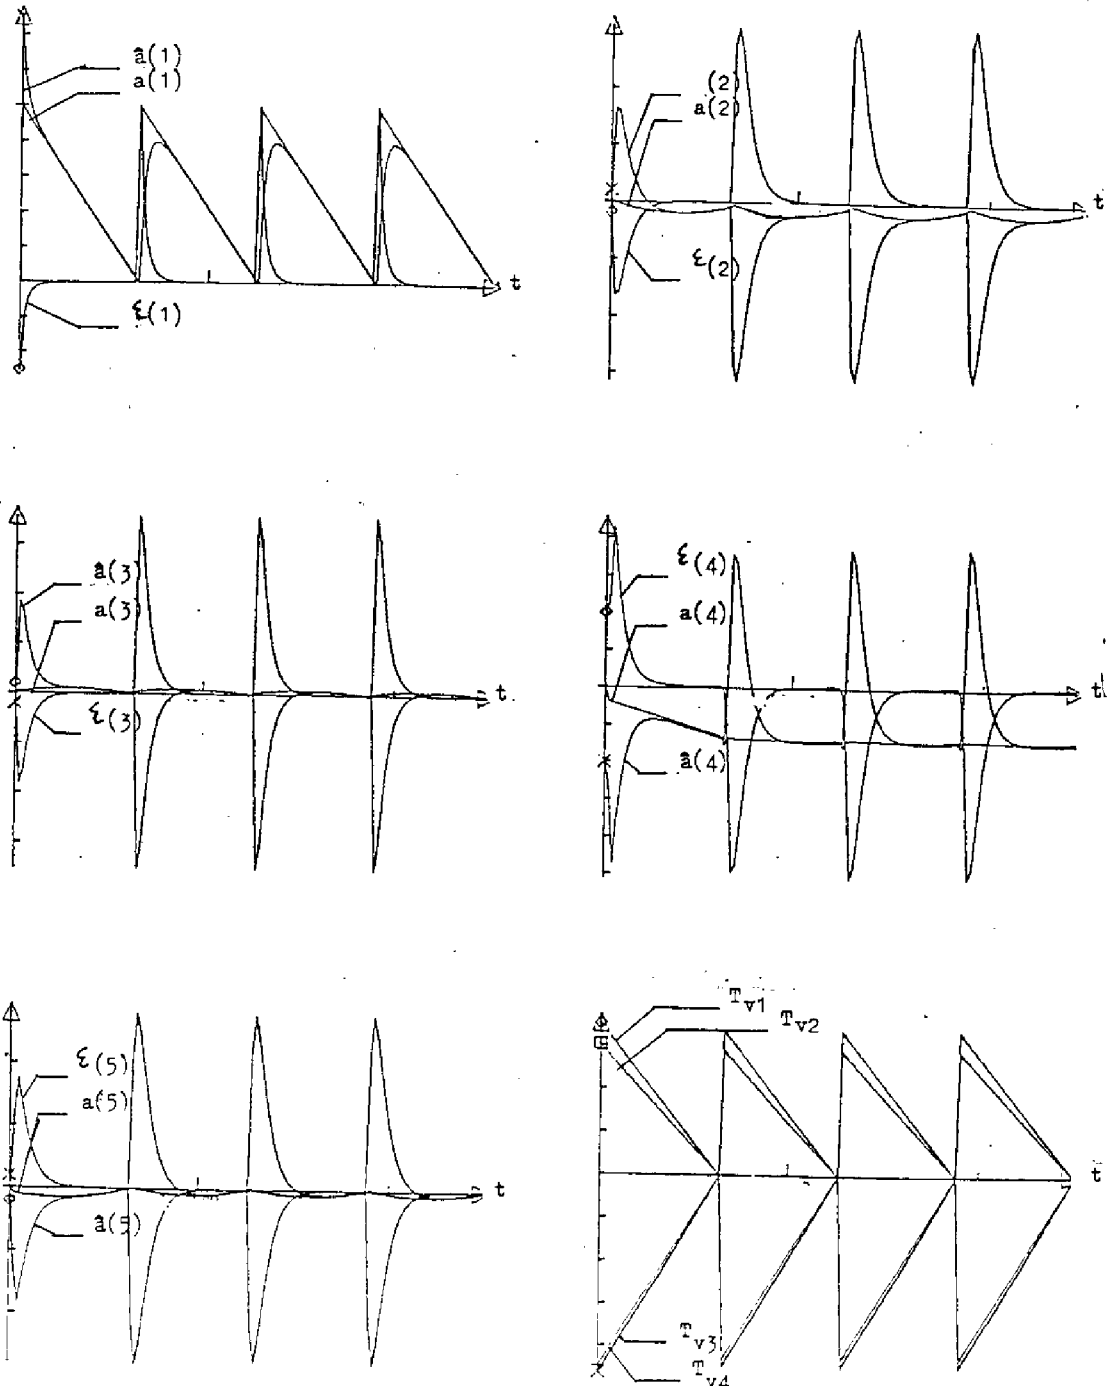 â(1)
a(1)
t
ξ(1)
(2)
a(2)
t
ε(2)
â(3)
a(3)
t
ξ(3)
ξ(4)
a(4)
t
â(4)
ξ(5)
a(5)
t
â(5)
Tv1
Tv2
t
Tv3
Tv4